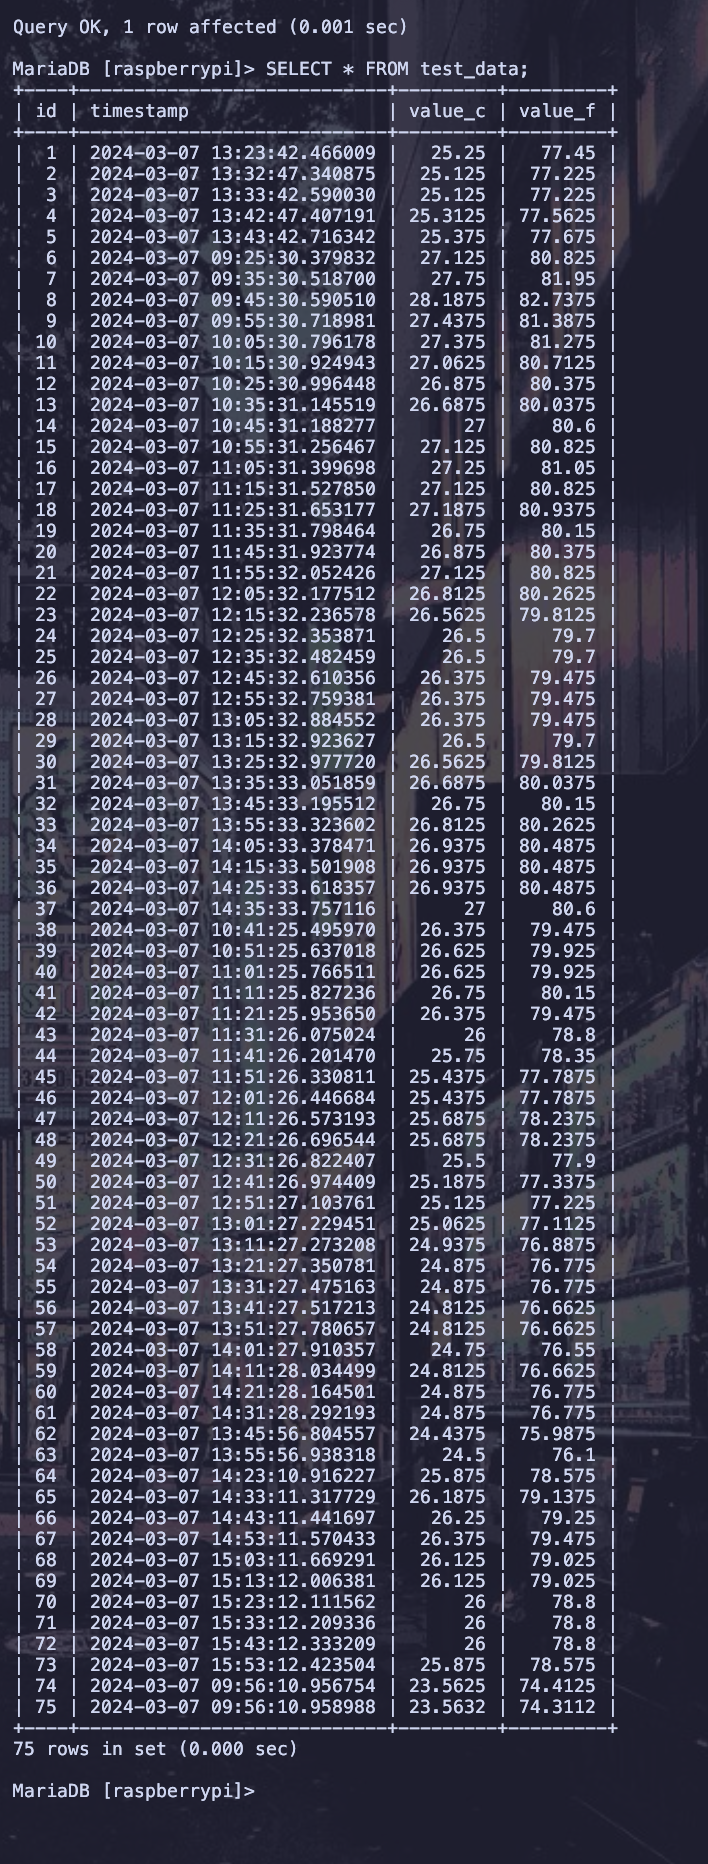 Query OK, 1 row affected (0.001 sec)
MariaDB [raspberrypi]> SELECT * FROM test_data;
+----+----------------------------+---------+---------+
| id | timestamp                  | value_c | value_f |
+----+----------------------------+---------+---------+
|  1 | 2024-03-07 13:23:42.466009 |   25.25 |   77.45 |
|  2 | 2024-03-07 13:32:47.340875 |  25.125 |  77.225 |
|  3 | 2024-03-07 13:33:42.590030 |  25.125 |  77.225 |
|  4 | 2024-03-07 13:42:47.407191 | 25.3125 | 77.5625 |
|  5 | 2024-03-07 13:43:42.716342 |  25.375 |  77.675 |
|  6 | 2024-03-07 09:25:30.379832 |  27.125 |  80.825 |
|  7 | 2024-03-07 09:35:30.518700 |   27.75 |   81.95 |
|  8 | 2024-03-07 09:45:30.590510 | 28.1875 | 82.7375 |
|  9 | 2024-03-07 09:55:30.718981 | 27.4375 | 81.3875 |
| 10 | 2024-03-07 10:05:30.796178 |  27.375 |  81.275 |
| 11 | 2024-03-07 10:15:30.924943 | 27.0625 | 80.7125 |
| 12 | 2024-03-07 10:25:30.996448 |  26.875 |  80.375 |
| 13 | 2024-03-07 10:35:31.145519 | 26.6875 | 80.0375 |
| 14 | 2024-03-07 10:45:31.188277 |      27 |    80.6 |
| 15 | 2024-03-07 10:55:31.256467 |  27.125 |  80.825 |
| 16 | 2024-03-07 11:05:31.399698 |   27.25 |   81.05 |
| 17 | 2024-03-07 11:15:31.527850 |  27.125 |  80.825 |
| 18 | 2024-03-07 11:25:31.653177 | 27.1875 | 80.9375 |
| 19 | 2024-03-07 11:35:31.798464 |   26.75 |   80.15 |
| 20 | 2024-03-07 11:45:31.923774 |  26.875 |  80.375 |
| 21 | 2024-03-07 11:55:32.052426 |  27.125 |  80.825 |
| 22 | 2024-03-07 12:05:32.177512 | 26.8125 | 80.2625 |
| 23 | 2024-03-07 12:15:32.236578 | 26.5625 | 79.8125 |
| 24 | 2024-03-07 12:25:32.353871 |    26.5 |    79.7 |
| 25 | 2024-03-07 12:35:32.482459 |    26.5 |    79.7 |
| 26 | 2024-03-07 12:45:32.610356 |  26.375 |  79.475 |
| 27 | 2024-03-07 12:55:32.759381 |  26.375 |  79.475 |
| 28 | 2024-03-07 13:05:32.884552 |  26.375 |  79.475 |
| 29 | 2024-03-07 13:15:32.923627 |    26.5 |    79.7 |
| 30 | 2024-03-07 13:25:32.977720 | 26.5625 | 79.8125 |
| 31 | 2024-03-07 13:35:33.051859 | 26.6875 | 80.0375 |
| 32 | 2024-03-07 13:45:33.195512 |   26.75 |   80.15 |
| 33 | 2024-03-07 13:55:33.323602 | 26.8125 | 80.2625 |
| 34 | 2024-03-07 14:05:33.378471 | 26.9375 | 80.4875 |
| 35 | 2024-03-07 14:15:33.501908 | 26.9375 | 80.4875 |
| 36 | 2024-03-07 14:25:33.618357 | 26.9375 | 80.4875 |
| 37 | 2024-03-07 14:35:33.757116 |      27 |    80.6 |
| 38 | 2024-03-07 10:41:25.495970 |  26.375 |  79.475 |
| 39 | 2024-03-07 10:51:25.637018 |  26.625 |  79.925 |
| 40 | 2024-03-07 11:01:25.766511 |  26.625 |  79.925 |
| 41 | 2024-03-07 11:11:25.827236 |   26.75 |   80.15 |
| 42 | 2024-03-07 11:21:25.953650 |  26.375 |  79.475 |
| 43 | 2024-03-07 11:31:26.075024 |      26 |    78.8 |
| 44 | 2024-03-07 11:41:26.201470 |   25.75 |   78.35 |
| 45 | 2024-03-07 11:51:26.330811 | 25.4375 | 77.7875 |
| 46 | 2024-03-07 12:01:26.446684 | 25.4375 | 77.7875 |
| 47 | 2024-03-07 12:11:26.573193 | 25.6875 | 78.2375 |
| 48 | 2024-03-07 12:21:26.696544 | 25.6875 | 78.2375 |
| 49 | 2024-03-07 12:31:26.822407 |    25.5 |    77.9 |
| 50 | 2024-03-07 12:41:26.974409 | 25.1875 | 77.3375 |
| 51 | 2024-03-07 12:51:27.103761 |  25.125 |  77.225 |
| 52 | 2024-03-07 13:01:27.229451 | 25.0625 | 77.1125 |
| 53 | 2024-03-07 13:11:27.273208 | 24.9375 | 76.8875 |
| 54 | 2024-03-07 13:21:27.350781 |  24.875 |  76.775 |
| 55 | 2024-03-07 13:31:27.475163 |  24.875 |  76.775 |
| 56 | 2024-03-07 13:41:27.517213 | 24.8125 | 76.6625 |
| 57 | 2024-03-07 13:51:27.780657 | 24.8125 | 76.6625 |
| 58 | 2024-03-07 14:01:27.910357 |   24.75 |   76.55 |
| 59 | 2024-03-07 14:11:28.034499 | 24.8125 | 76.6625 |
| 60 | 2024-03-07 14:21:28.164501 |  24.875 |  76.775 |
| 61 | 2024-03-07 14:31:28.292193 |  24.875 |  76.775 |
| 62 | 2024-03-07 13:45:56.804557 | 24.4375 | 75.9875 |
| 63 | 2024-03-07 13:55:56.938318 |    24.5 |    76.1 |
| 64 | 2024-03-07 14:23:10.916227 |  25.875 |  78.575 |
| 65 | 2024-03-07 14:33:11.317729 | 26.1875 | 79.1375 |
| 66 | 2024-03-07 14:43:11.441697 |   26.25 |   79.25 |
| 67 | 2024-03-07 14:53:11.570433 |  26.375 |  79.475 |
| 68 | 2024-03-07 15:03:11.669291 |  26.125 |  79.025 |
| 69 | 2024-03-07 15:13:12.006381 |  26.125 |  79.025 |
| 70 | 2024-03-07 15:23:12.111562 |      26 |    78.8 |
| 71 | 2024-03-07 15:33:12.209336 |      26 |    78.8 |
| 72 | 2024-03-07 15:43:12.333209 |      26 |    78.8 |
| 73 | 2024-03-07 15:53:12.423504 |  25.875 |  78.575 |
| 74 | 2024-03-07 09:56:10.956754 | 23.5625 | 74.4125 |
| 75 | 2024-03-07 09:56:10.958988 | 23.5632 | 74.3112 |
+----+----------------------------+---------+---------+
75 rows in set (0.000 sec)
MariaDB [raspberrypi]>